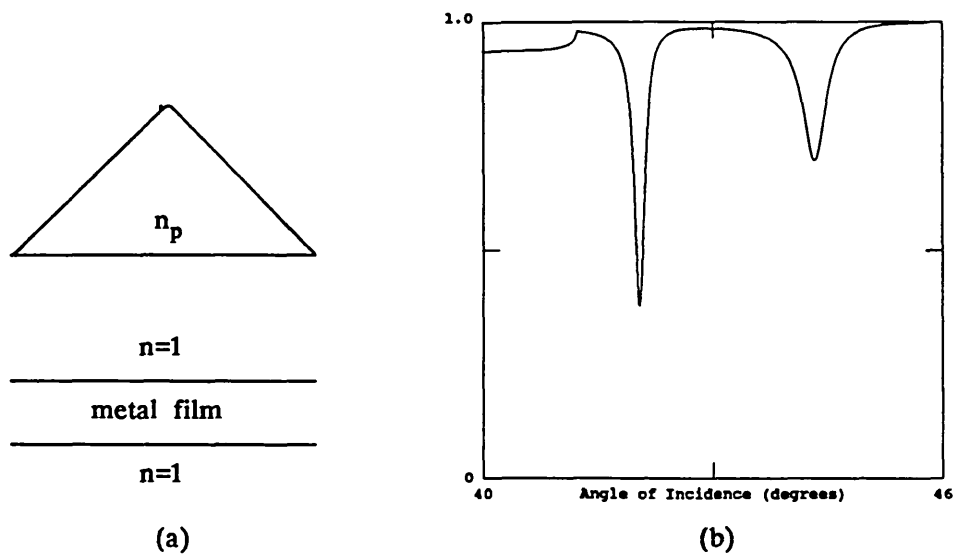 n_p
n=1
metal film
n=1
(a)
1.0
0
40
Angle of Incidence (degrees)
46
(b)